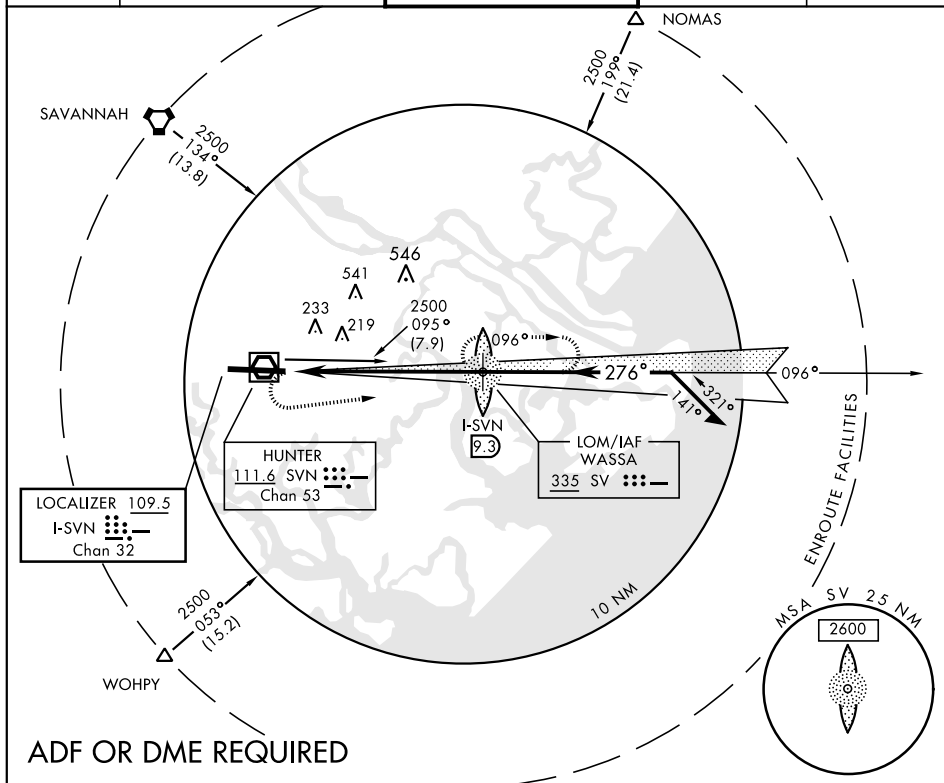 NOMAS
2500
199°
(21.4)
SAVANNAH
2500
134°
(13.8)
546
541
233
219
2500
095°
(7.9)
096°
276°
096°
141°
321°
I-SVN
9.3
HUNTER
111.6 SVN
Chan 53
LOM/IAF
WASSA
335 SV
LOCALIZER 109.5
I-SVN
Chan 32
ENROUTE FACILITIES
10 NM
2500
053°
(15.2)
WOHPY
MSA SV 25 NM
2600
ADF OR DME REQUIRED